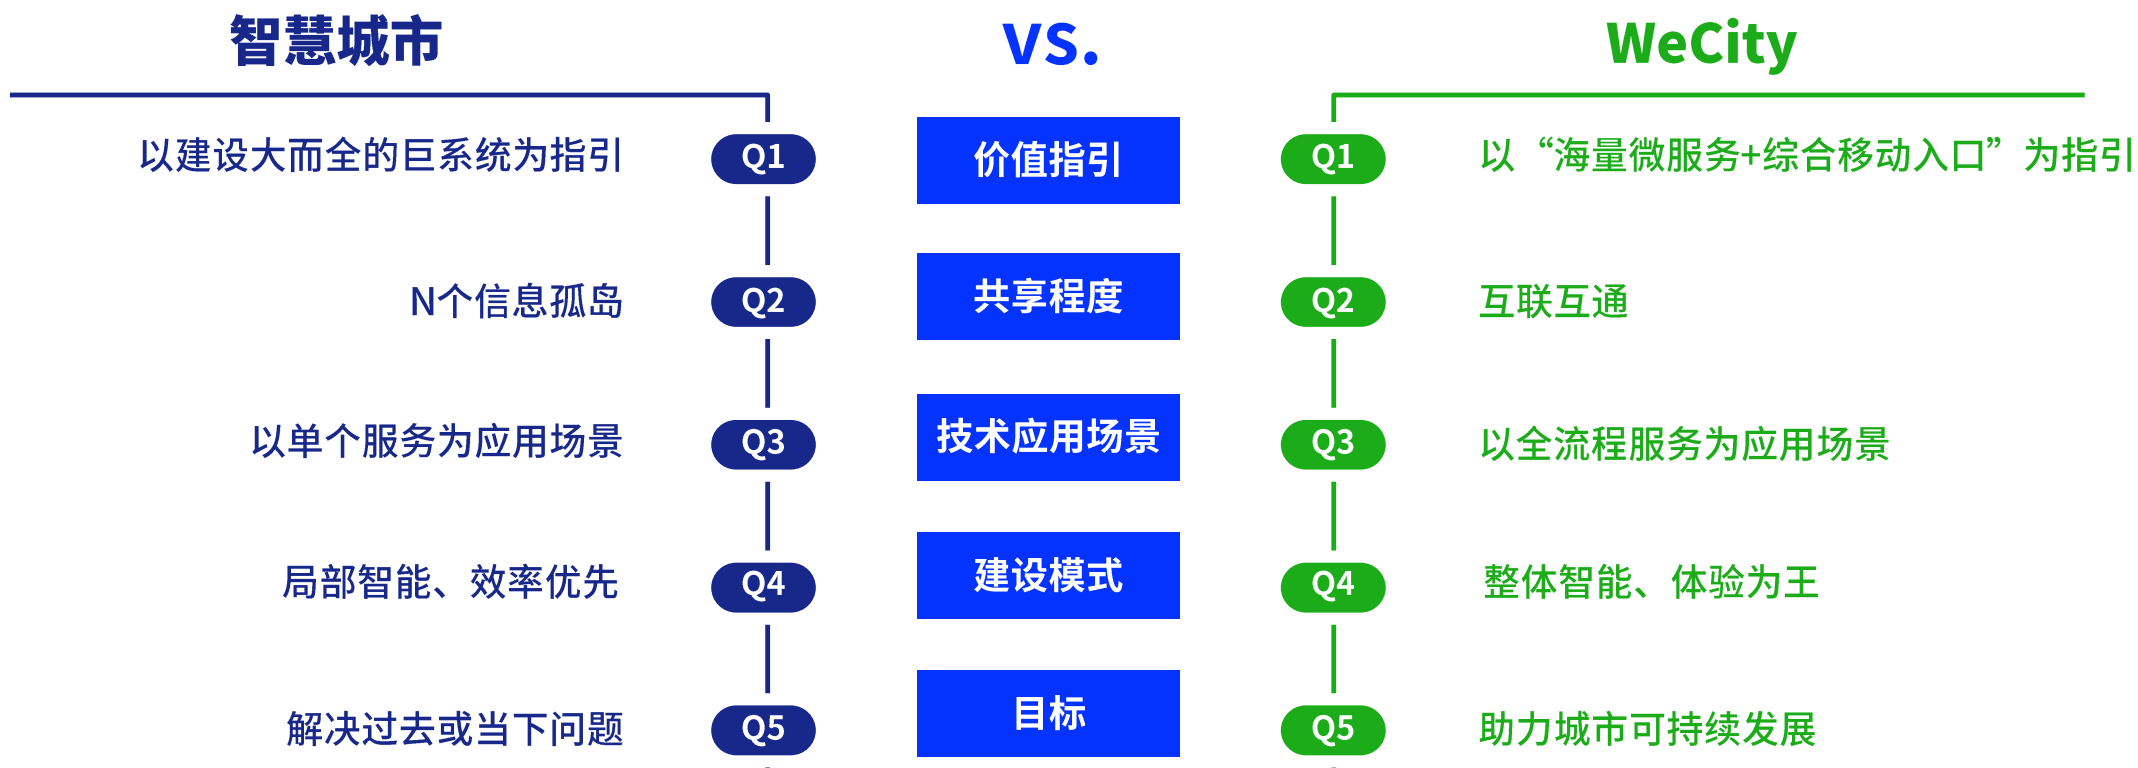 智慧城市 vs. WeCity
以建设大而全的巨系统为指引 Q1 价值指引 Q1 以“海量微服务+综合移动入口”为指引
N个信息孤岛 Q2 共享程度 Q2 互联互通
以单个服务为应用场景 Q3 技术应用场景 Q3 以全流程服务为应用场景
局部智能、效率优先 Q4 建设模式 Q4 整体智能、体验为王
解决过去或当下问题 Q5 目标 Q5 助力城市可持续发展